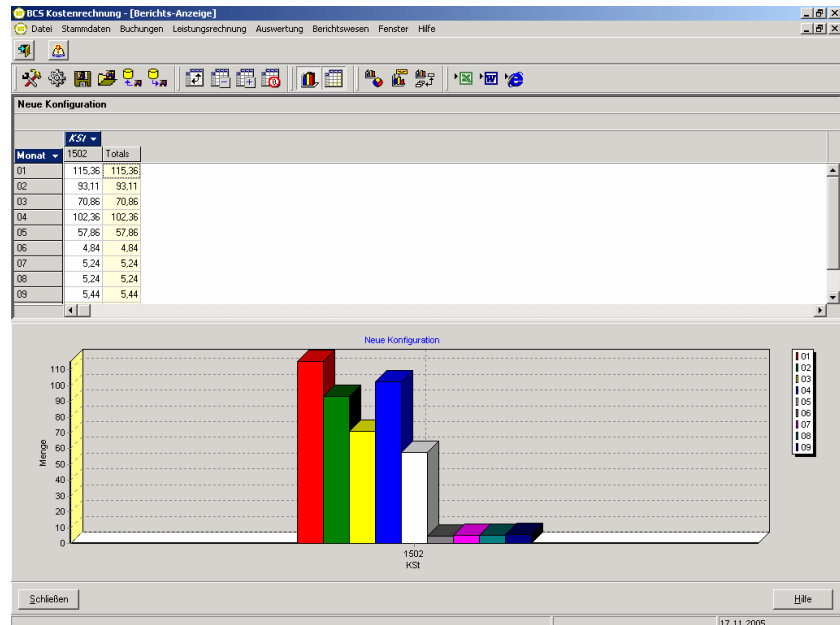 BCS Kostenrechnung - [Berichts-Anzeige]
Datei Stammdaten Buchungen Leistungsrechnung Auswertung Berichtswesen Fenster Hilfe
Neue Konfiguration
KSt
Monat 1502 Totals
01 115,36 115,36
02 93,11 93,11
03 70,86 70,86
04 102,36 102,36
05 57,86 57,86
06 4,84 4,84
07 5,24 5,24
08 5,24 5,24
09 5,44 5,44
Neue Konfiguration
110
100
90
80
70
60
50
40
30
20
10
0
Menge
1502
KSt
01
02
03
04
05
06
07
08
09
Schließen
Hilfe
17.11.2005